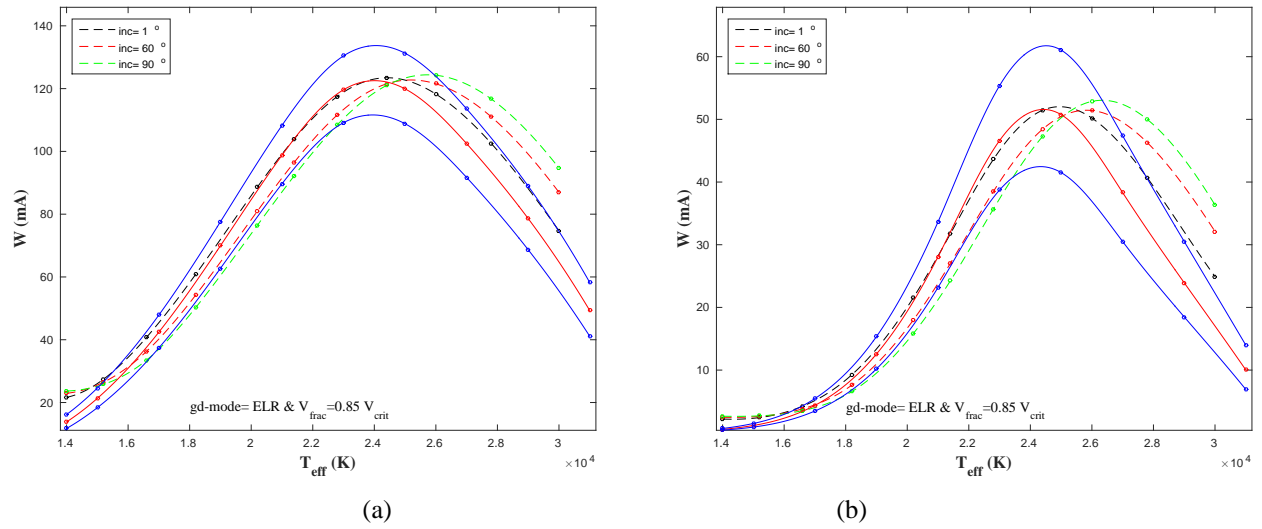 140
120
100
80
60
40
20
W (mA)
inc= 1 °
inc= 60 °
inc= 90 °
gd-mode= ELR & V_frac=0.85 V_crit
1.4 1.6 1.8 2 2.2 2.4 2.6 2.8 3
T_eff (K)
×10^4
(a)
60
50
40
30
20
10
W (mA)
inc= 1 °
inc= 60 °
inc= 90 °
gd-mode= ELR & V_frac=0.85 V_crit
1.4 1.6 1.8 2 2.2 2.4 2.6 2.8 3
T_eff (K)
×10^4
(b)